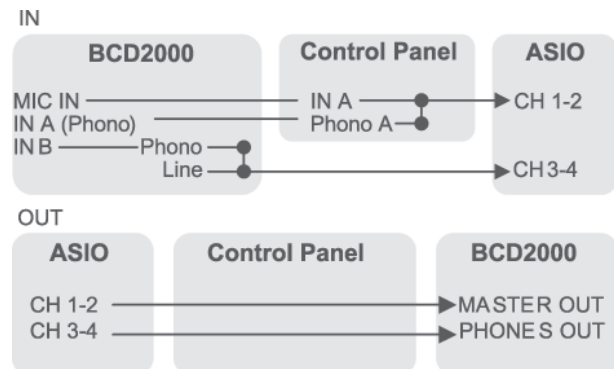 IN
BCD2000 Control Panel ASIO
MIC IN IN A CH 1-2
IN A (Phono) Phono A
IN B Phono
Line CH 3-4
OUT
ASIO Control Panel BCD2000
CH 1-2 MASTER OUT
CH 3-4 PHONES OUT